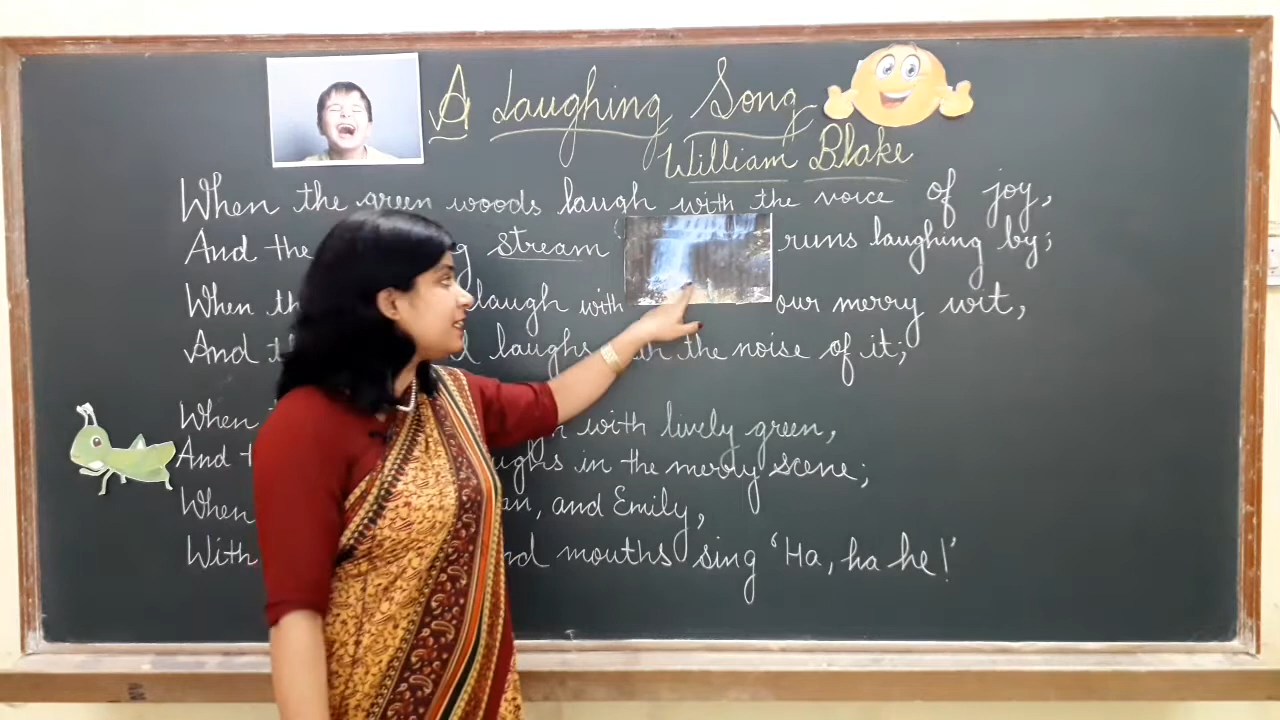 A Laughing Song
William Blake
When the green woods laugh with the voice of joy,
And the stream runs laughing by;
When laugh with our merry wit,
And laughs the noise of it;
When with lively green,
And in the merry scene;
When and Emily,
With mouths sing 'Ha, ha he!'